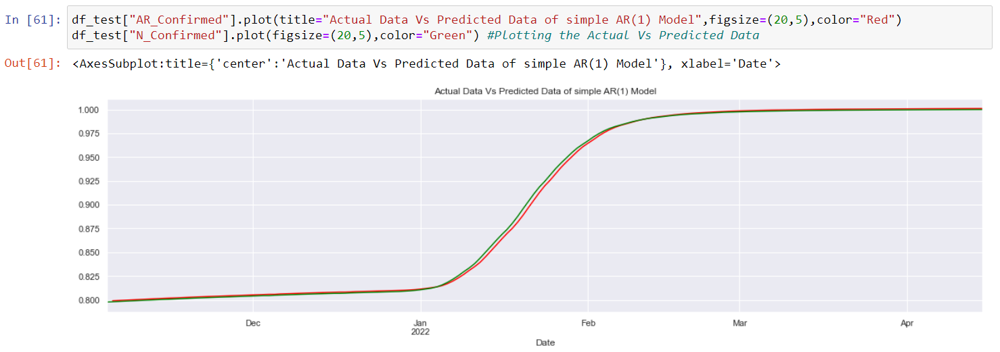 In [61]: df_test["AR_Confirmed"].plot(title="Actual Data Vs Predicted Data of simple AR(1) Model",figsize=(20,5),color="Red")
df_test["N_Confirmed"].plot(figsize=(20,5),color="Green") #Plotting the Actual Vs Predicted Data
Out[61]: <AxesSubplot:title={'center':'Actual Data Vs Predicted Data of simple AR(1) Model'}, xlabel='Date'>
Actual Data Vs Predicted Data of simple AR(1) Model
1.000
0.975
0.950
0.925
0.900
0.875
0.850
0.825
0.800
Dec Jan Feb Mar Apr
2022
Date